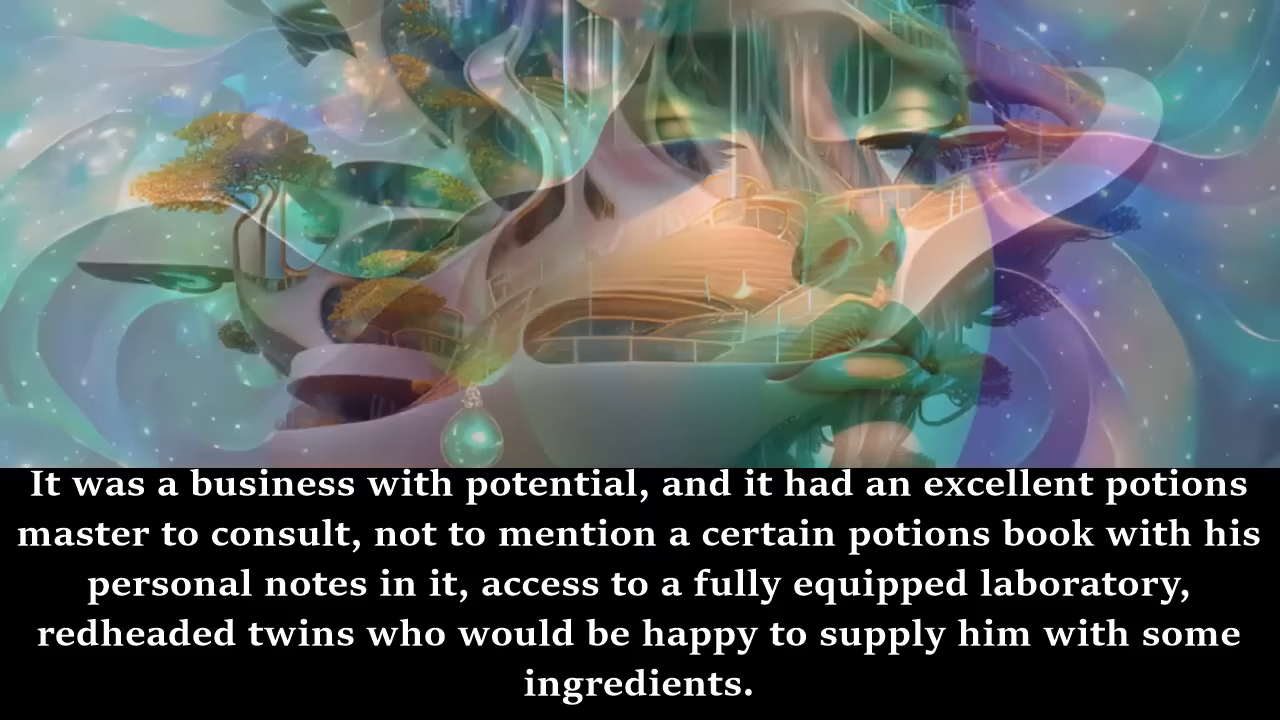 It was a business with potential, and it had an excellent potions
master to consult, not to mention a certain potions book with his
personal notes in it, access to a fully equipped laboratory,
redheaded twins who would be happy to supply him with some
ingredients.